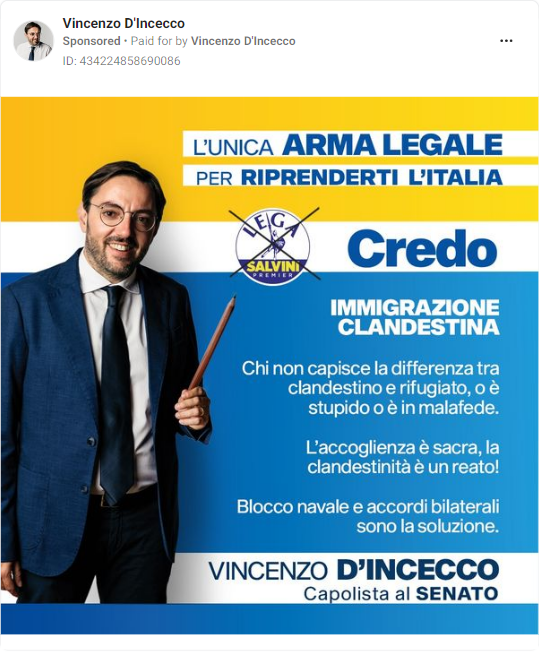 Vincenzo D'Incecco
Sponsored • Paid for by Vincenzo D'Incecco
ID: 434224858690086
L'UNICA ARMA LEGALE
PER RIPRENDERTI L'ITALIA
LEGA
SALVINI
PREMIER
Credo
IMMIGRAZIONE
CLANDESTINA
Chi non capisce la differenza tra
clandestino e rifugiato, o è
stupido o è in malafede.
L'accoglienza è sacra, la
clandestinità è un reato!
Blocco navale e accordi bilaterali
sono la soluzione.
VINCENZO D'INCECCO
Capolista al SENATO